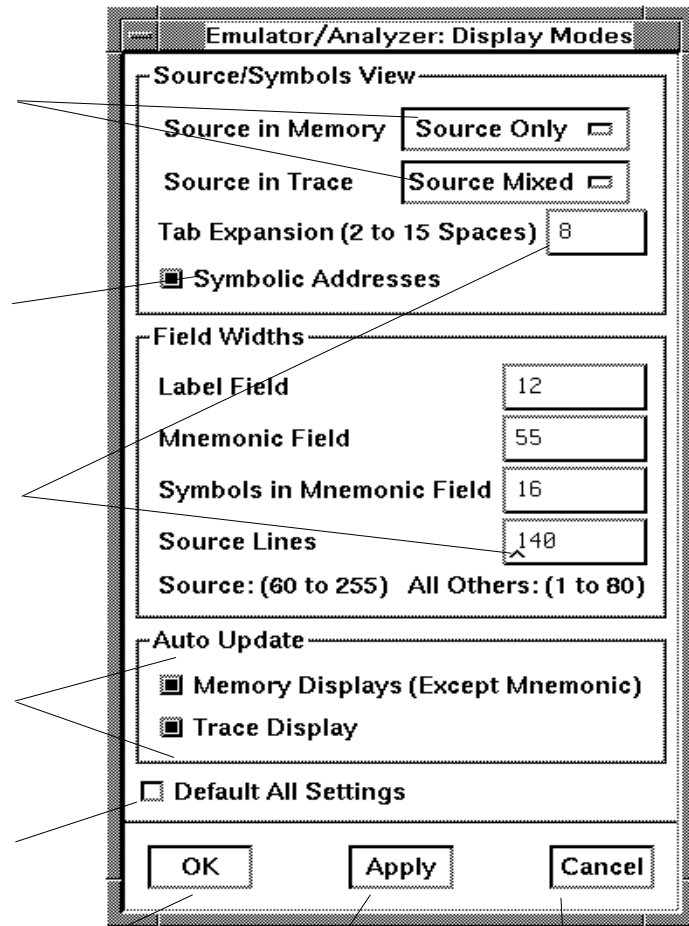 Emulator/Analyzer: Display Modes
Source/Symbols View
Source in Memory Source Only
Source in Trace Source Mixed
Tab Expansion (2 to 15 Spaces) 8
Symbolic Addresses
Field Widths
Label Field 12
Mnemonic Field 55
Symbols in Mnemonic Field 16
Source Lines 140
Source: (60 to 255) All Others: (1 to 80)
Auto Update
Memory Displays (Except Mnemonic)
Trace Display
Default All Settings
OK Apply Cancel